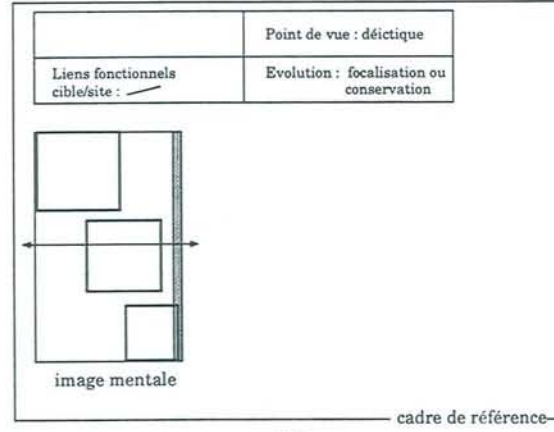 Point de vue : déictique
Liens fonctionnels
cible/site :
Evolution : focalisation ou
conservation
image mentale
cadre de référence